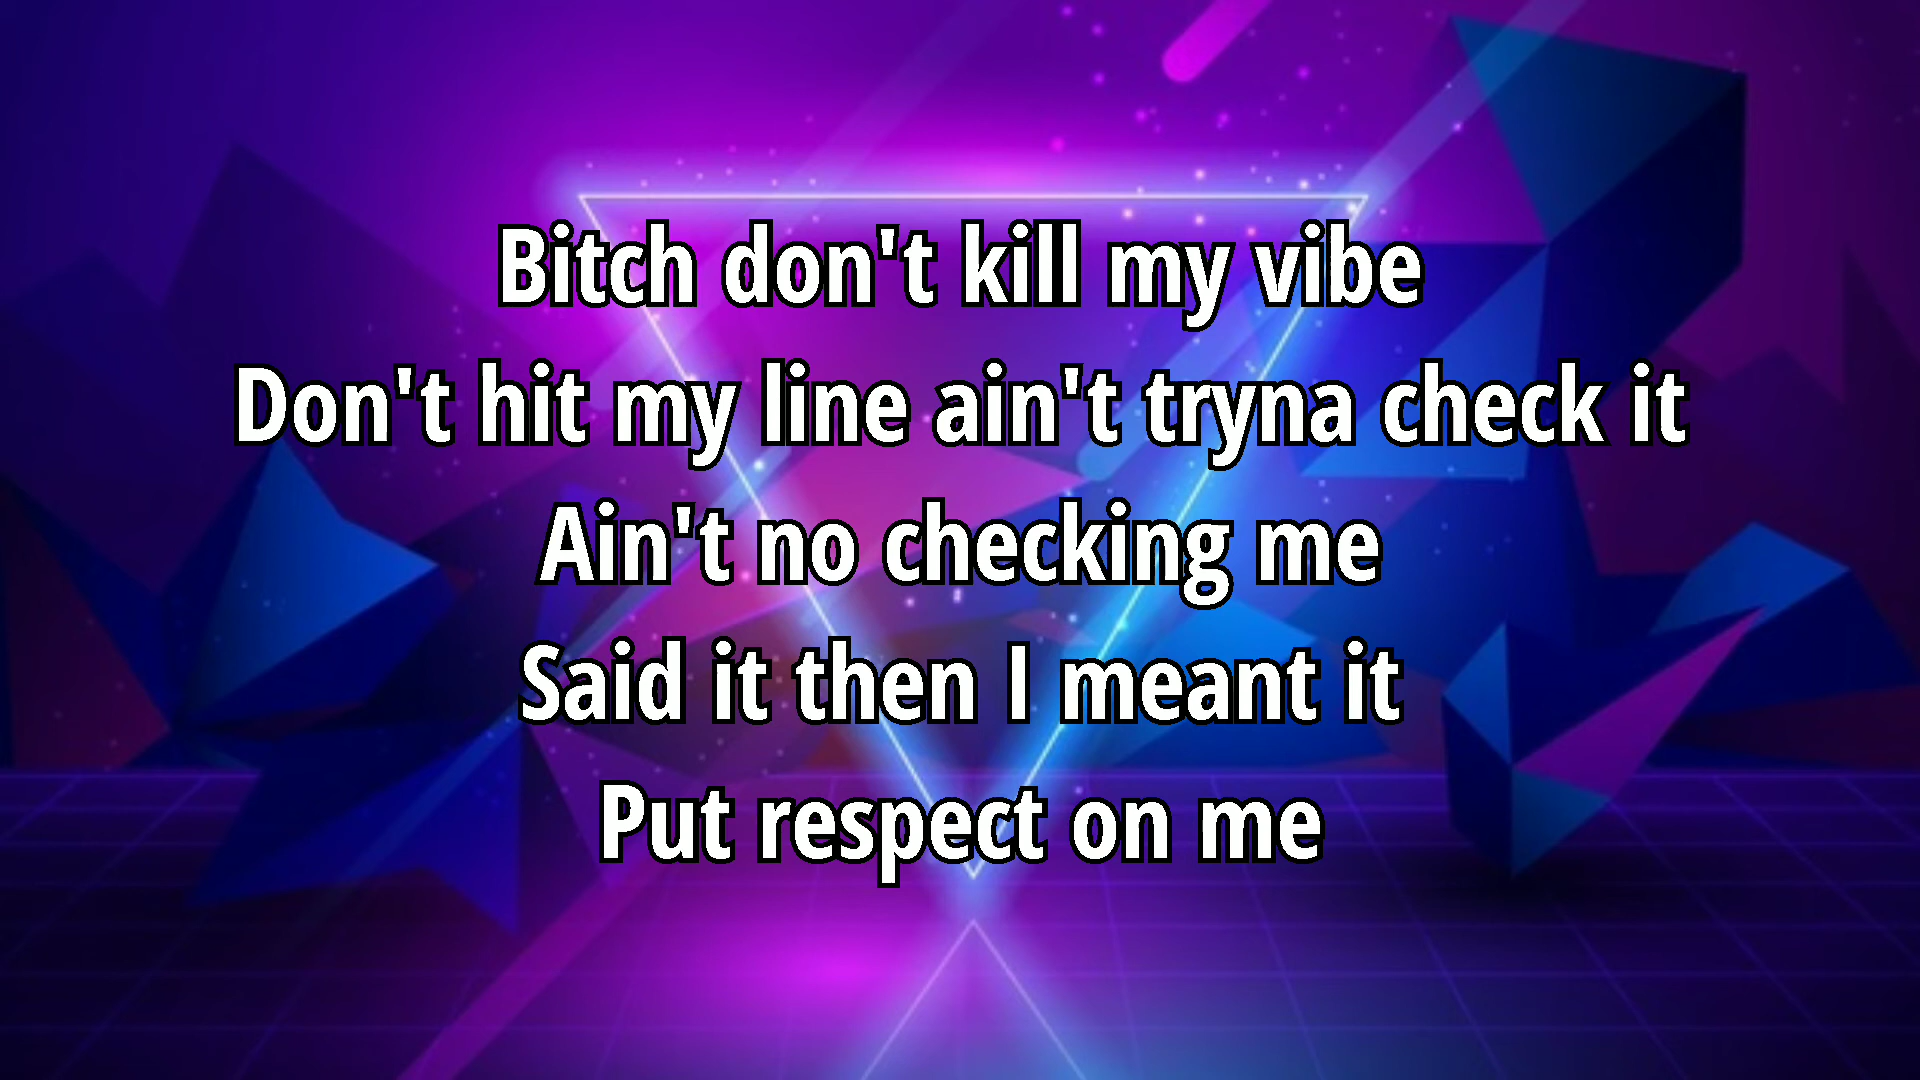 Bitch don't kill my vibe
Don't hit my line ain't tryna check it
Ain't no checking me
Said it then I meant it
Put respect on me